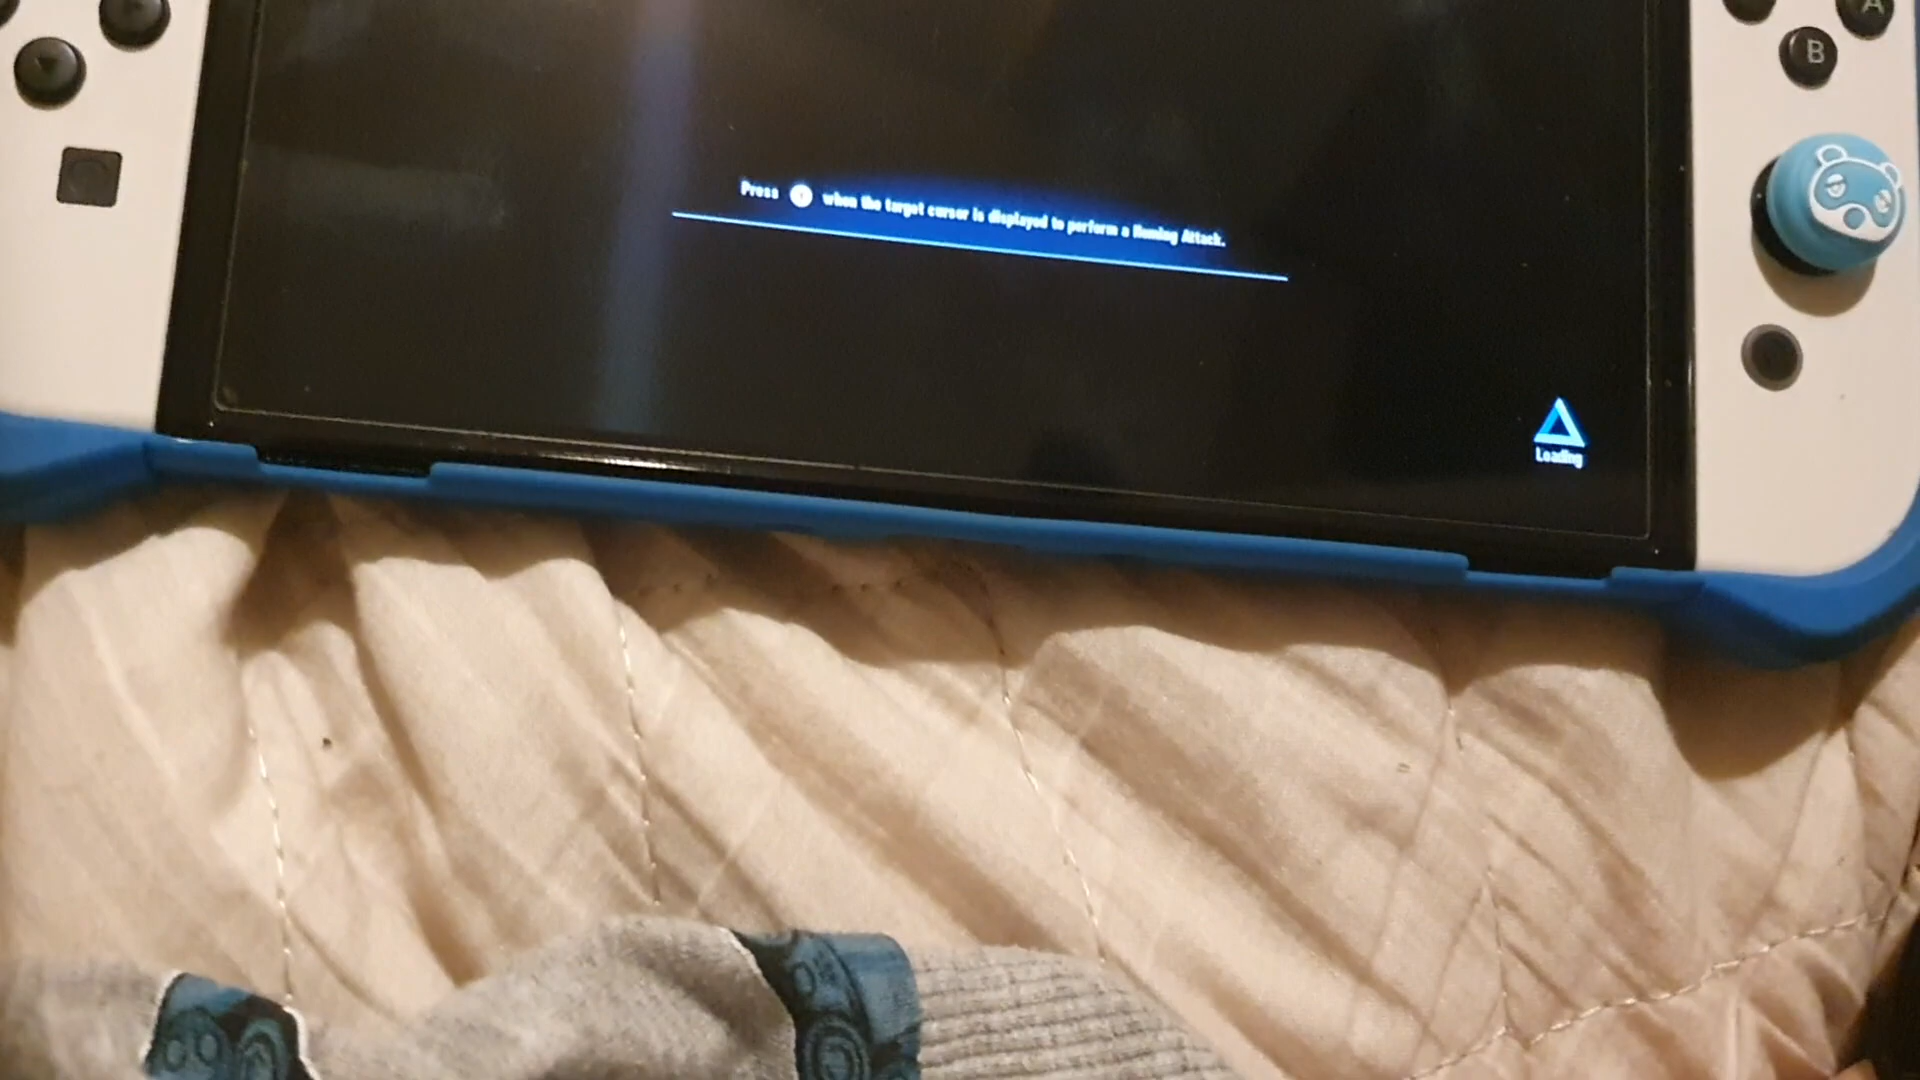 A
B
Press when the target cursor is displayed to perform a Homing Attack.
Loading